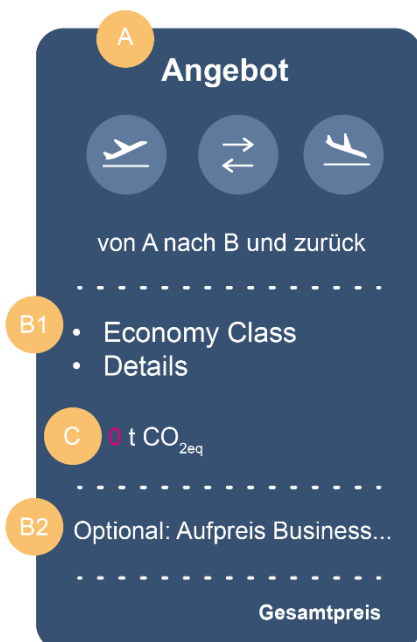 A
Angebot
von A nach B und zurück
B1
• Economy Class
• Details
C
0 t CO2eq
B2
Optional: Aufpreis Business...
Gesamtpreis